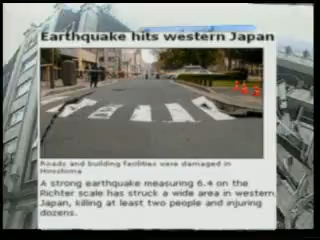 Earthquake hits western Japan
Roads and building facilities were damaged in
Hiroshima
A strong earthquake measuring 6.4 on the
Richter scale has struck a wide area in western
Japan, killing at least two people and injuring
dozens.